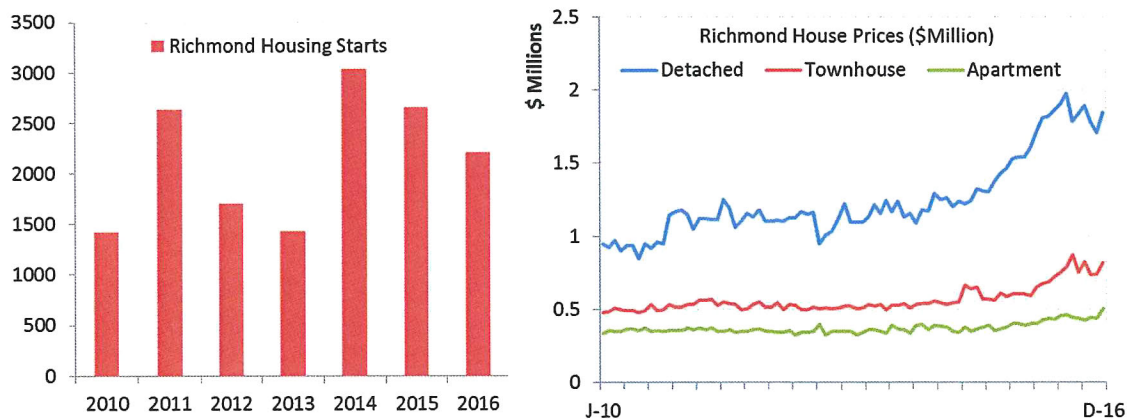 3500
3000
2500
2000
1500
1000
500
0
Richmond Housing Starts
2010 2011 2012 2013 2014 2015 2016
$ Millions
2.5
2
1.5
1
0.5
0
Richmond House Prices ($Million)
Detached Townhouse Apartment
J-10 D-16